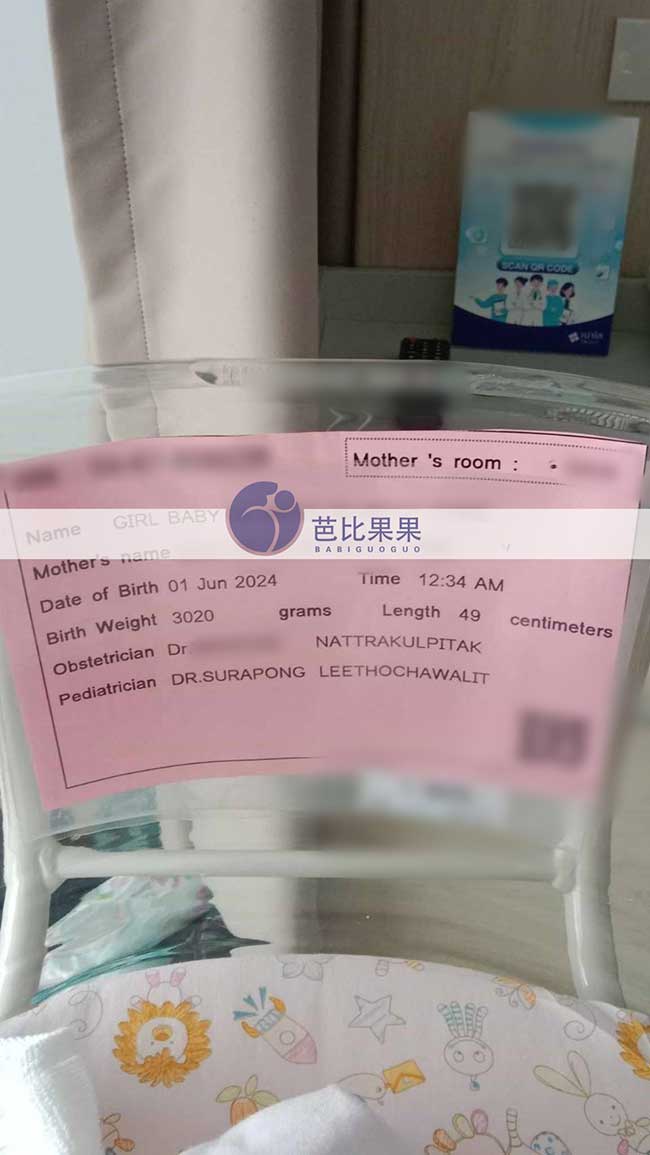 SCAN QR CODE
Mother 's room :
Name GIRL BABY
芭比果果
BABIGUOGUO
Mother's name
Date of Birth 01 Jun 2024 Time 12:34 AM
Birth Weight 3020 grams Length 49 centimeters
Obstetrician Dr NATTRAKULPITAK
Pediatrician DR.SURAPONG LEETHOCHAWALIT